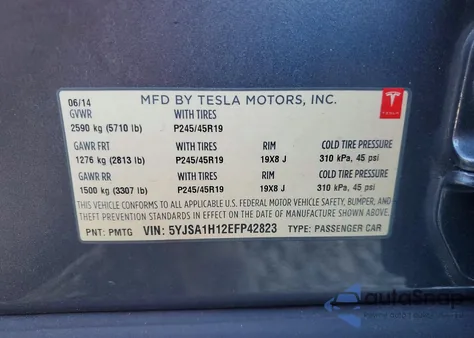 06/14 MFD BY TESLA MOTORS, INC.
GVWR WITH TIRES
2590 kg (5710 lb) P245/45R19
GAWR FRT WITH TIRES RIM COLD TIRE PRESSURE
1276 kg (2813 lb) P245/45R19 19X8 J 310 kPa, 45 psi
GAWR RR WITH TIRES RIM COLD TIRE PRESSURE
1500 kg (3307 lb) P245/45R19 19X8 J 310 kPa, 45 psi
THIS VEHICLE CONFORMS TO ALL APPLICABLE U.S. FEDERAL MOTOR VEHICLE SAFETY, BUMPER, AND
THEFT PREVENTION STANDARDS IN EFFECT ON THE DATE OF MANUFACTURE SHOWN ABOVE.
PNT: PMTG VIN: 5YJSA1H12EFP42823 TYPE: PASSENGER CAR
TESLA
autoSnap